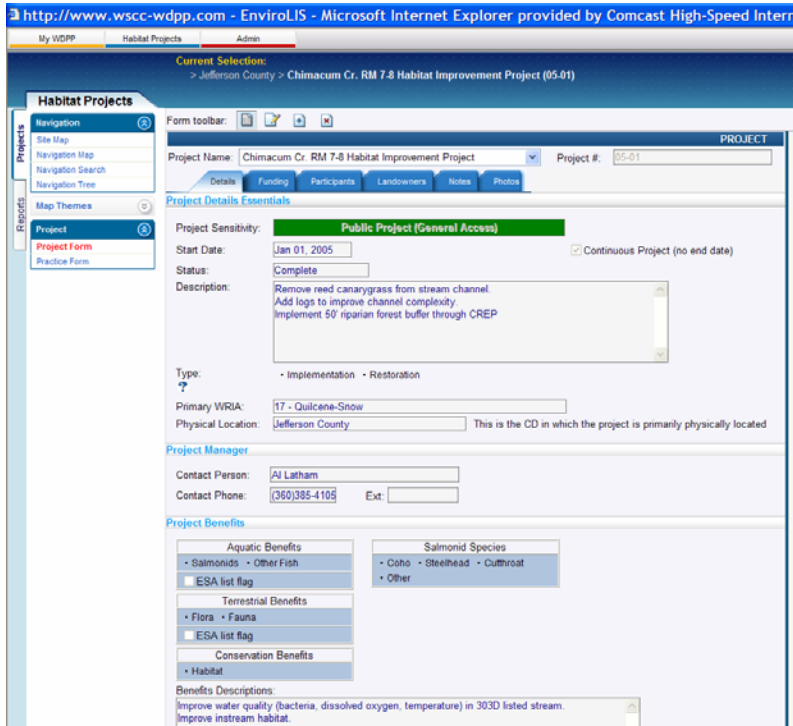 http://www.wscc-wdpp.com - EnviroLIS - Microsoft Internet Explorer provided by Comcast High-Speed Intern
My WDPP Habitat Projects Admin
Current Selection:
> Jefferson County > Chimacum Cr. RM 7-8 Habitat Improvement Project (05-01)
Habitat Projects
Projects
Reports
Navigation
Site Map
Navigation Map
Navigation Search
Navigation Tree
Map Themes
Project
Project Form
Practice Form
Form toolbar:
PROJECT
Project Name: Chimacum Cr. RM 7-8 Habitat Improvement Project Project #: 05-01
Details Funding Participants Landowners Notes Photos
Project Details Essentials
Project Sensitivity: Public Project (General Access)
Start Date: Jan 01, 2005 Continuous Project (no end date)
Status: Complete
Description: Remove reed canarygrass from stream channel.
Add logs to improve channel complexity.
Implement 50' riparian forest buffer through CREP
Type: • Implementation • Restoration
?
Primary WRIA: 17 - Quilcene-Snow
Physical Location: Jefferson County This is the CD in which the project is primarily physically located
Project Manager
Contact Person: Al Latham
Contact Phone: (360)385-4105 Ext:
Project Benefits
Aquatic Benefits
• Salmonids • Other Fish
ESA list flag
Salmonid Species
• Coho • Steelhead • Cutthroat
• Other
Terrestrial Benefits
• Flora • Fauna
ESA list flag
Conservation Benefits
• Habitat
Benefits Descriptions:
Improve water quality (bacteria, dissolved oxygen, temperature) in 303D listed stream.
Improve instream habitat.